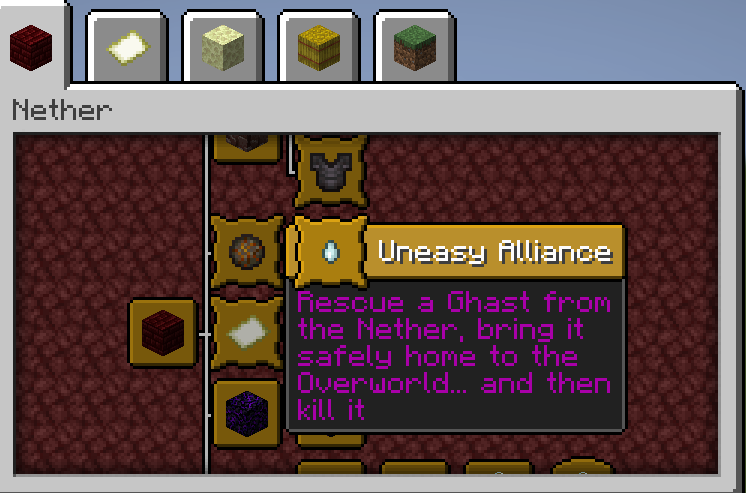 Nether
Uneasy Alliance
Rescue a Ghast from
the Nether, bring it
safely home to the
Overworld... and then
kill it